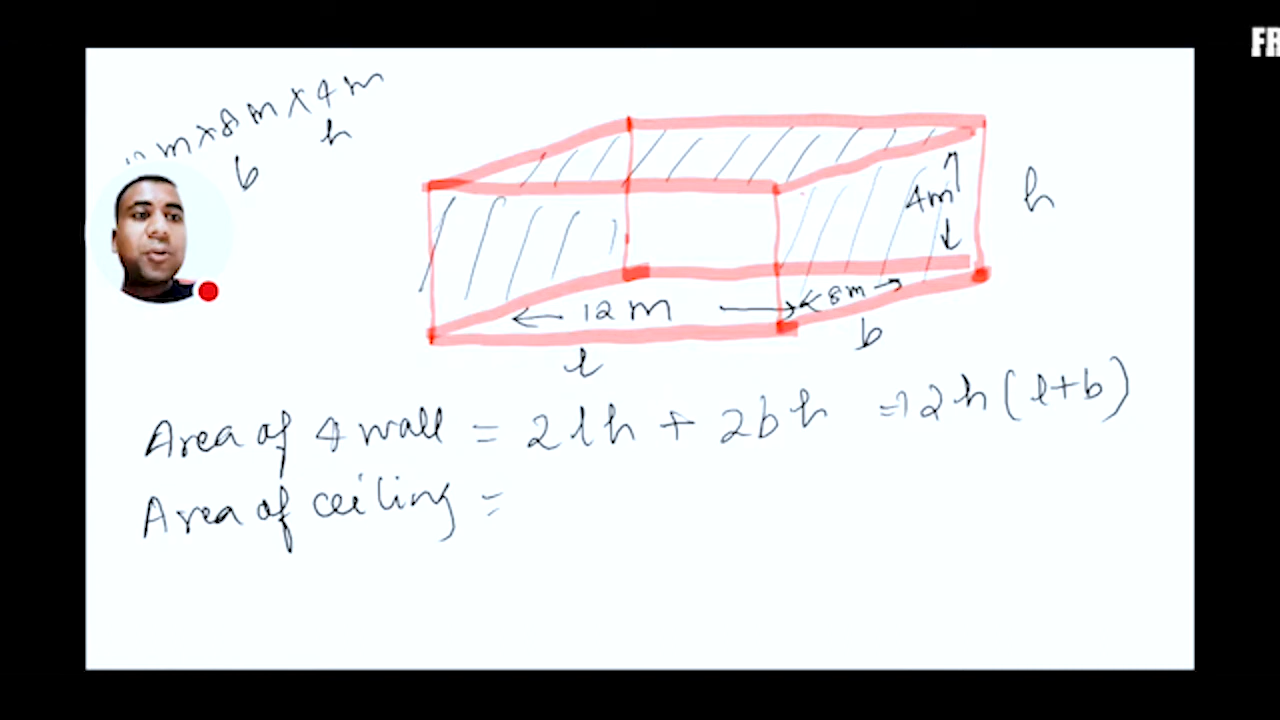 FR
m x 8 m x 4 m
b h
4m h
12 m 8m
l b
Area of 4 wall = 2lh + 2bh => 2h (l+b)
Area of ceiling =